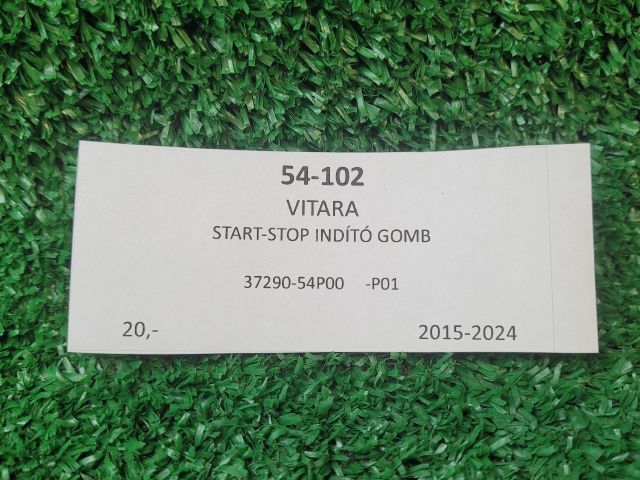 54-102
VITARA
START-STOP INDÍTÓ GOMB
37290-54P00 -P01
20,- 2015-2024